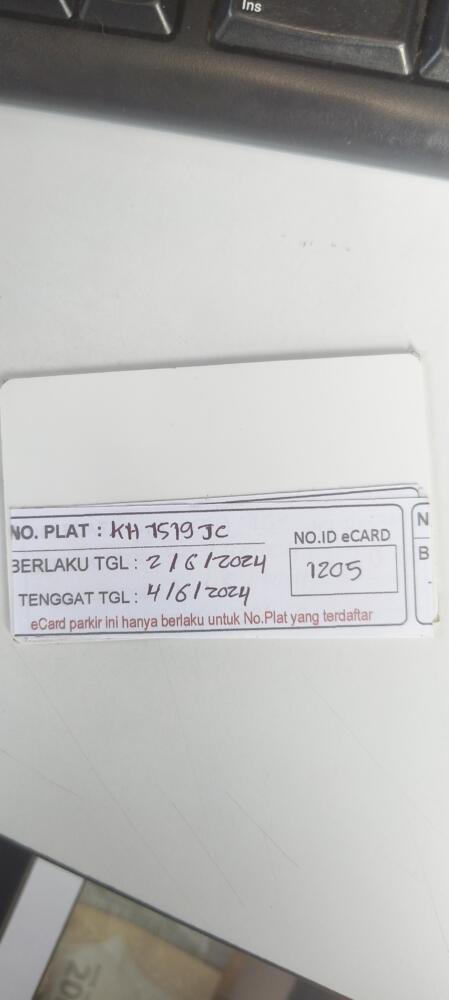 Ins
NO. PLAT : KH 1519 JC
BERLAKU TGL : 2/6/2024
TENGGAT TGL : 4/6/2024
NO.ID eCARD
1205
eCard parkir ini hanya berlaku untuk No.Plat yang terdaftar
N
B